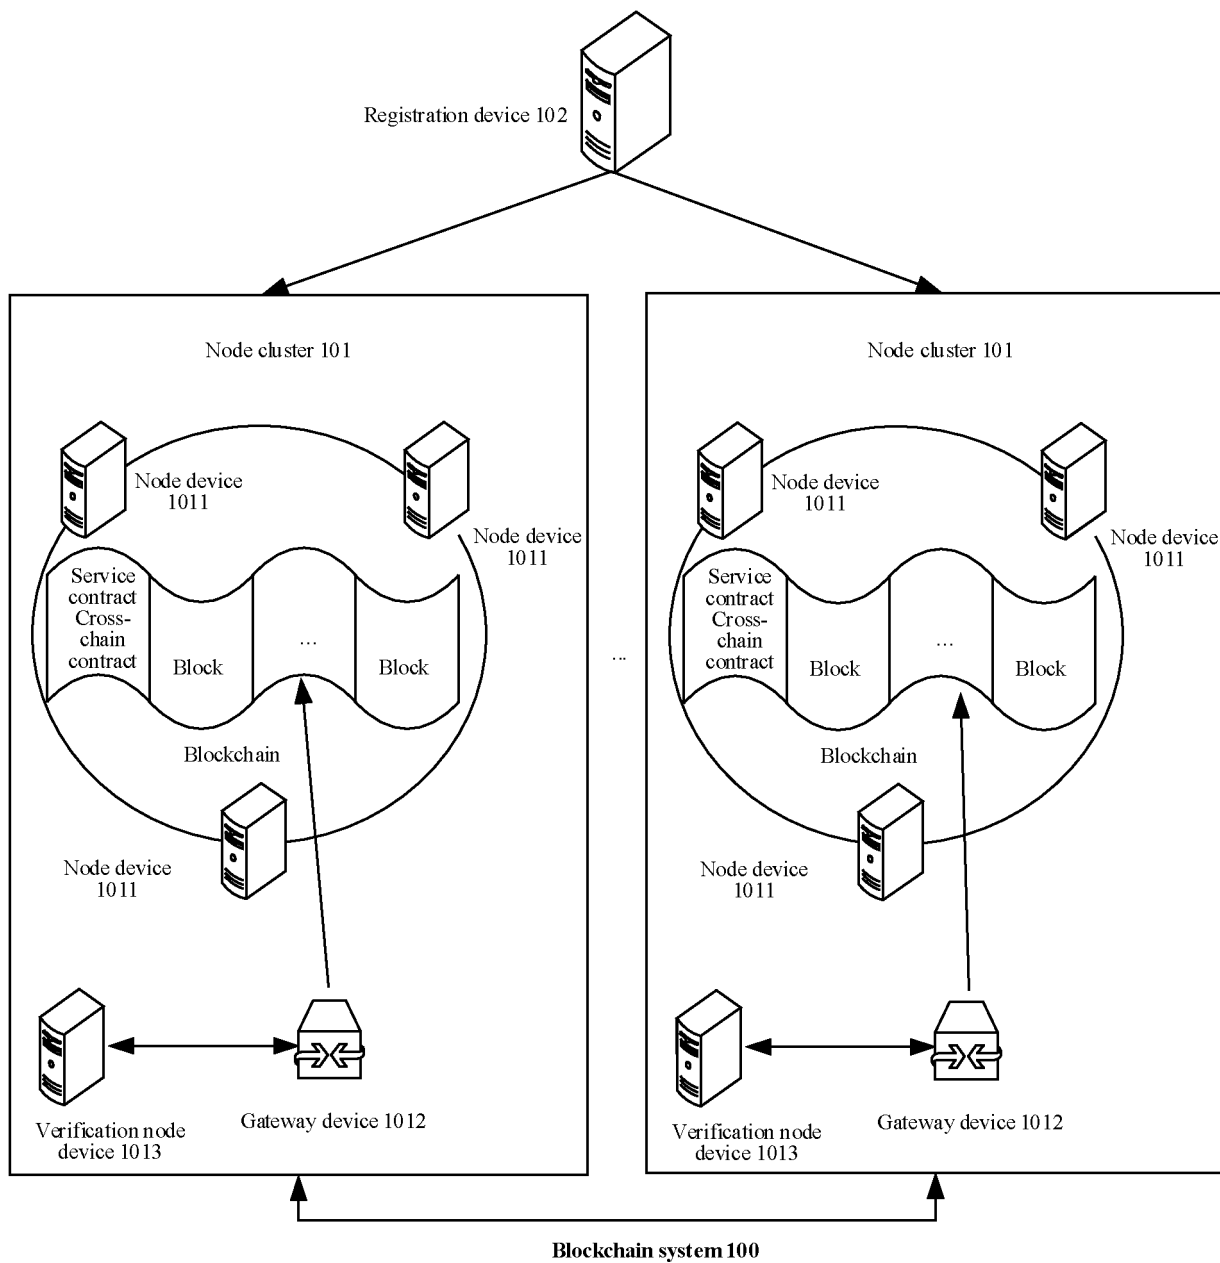 Registration device 102
Node cluster 101
Node device
1011
Node device
1011
Service
contract
Cross-
chain
contract
Block
...
Block
Blockchain
Node device
1011
Verification node
device 1013
Gateway device 1012
...
Node cluster 101
Node device
1011
Node device
1011
Service
contract
Cross-
chain
contract
Block
...
Block
Blockchain
Node device
1011
Verification node
device 1013
Gateway device 1012
Blockchain system 100